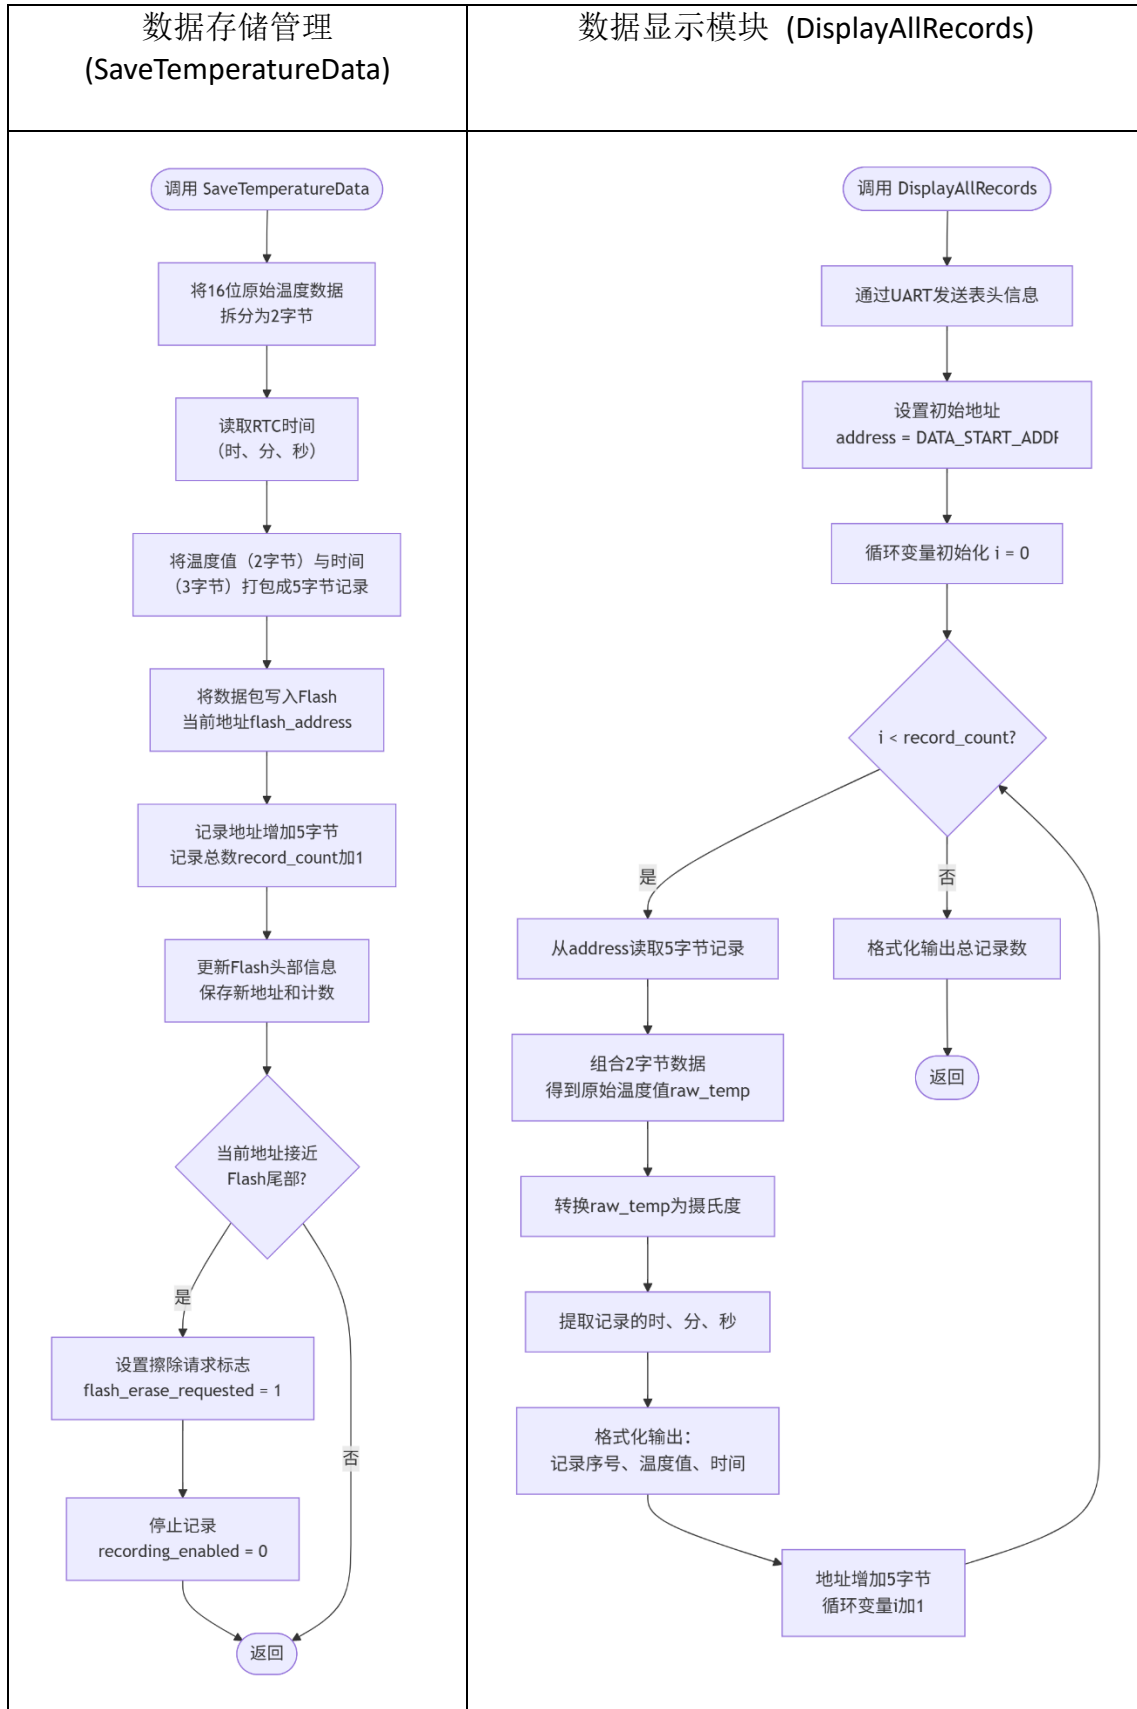 数据存储管理
(SaveTemperatureData)
数据显示模块 (DisplayAllRecords)
调用 SaveTemperatureData
将16位原始温度数据
拆分为2字节
读取RTC时间
（时、分、秒）
将温度值（2字节）与时间
（3字节）打包成5字节记录
将数据包写入Flash
当前地址flash_address
记录地址增加5字节
记录总数record_count加1
更新Flash头部信息
保存新地址和计数
当前地址接近
Flash尾部?
是
设置擦除请求标志
flash_erase_requested = 1
否
停止记录
recording_enabled = 0
返回
调用 DisplayAllRecords
通过UART发送表头信息
设置初始地址
address = DATA_START_ADDF
循环变量初始化 i = 0
i < record_count?
是
否
从address读取5字节记录
格式化输出总记录数
组合2字节数据
得到原始温度值raw_temp
返回
转换raw_temp为摄氏度
提取记录的时、分、秒
格式化输出：
记录序号、温度值、时间
地址增加5字节
循环变量i加1